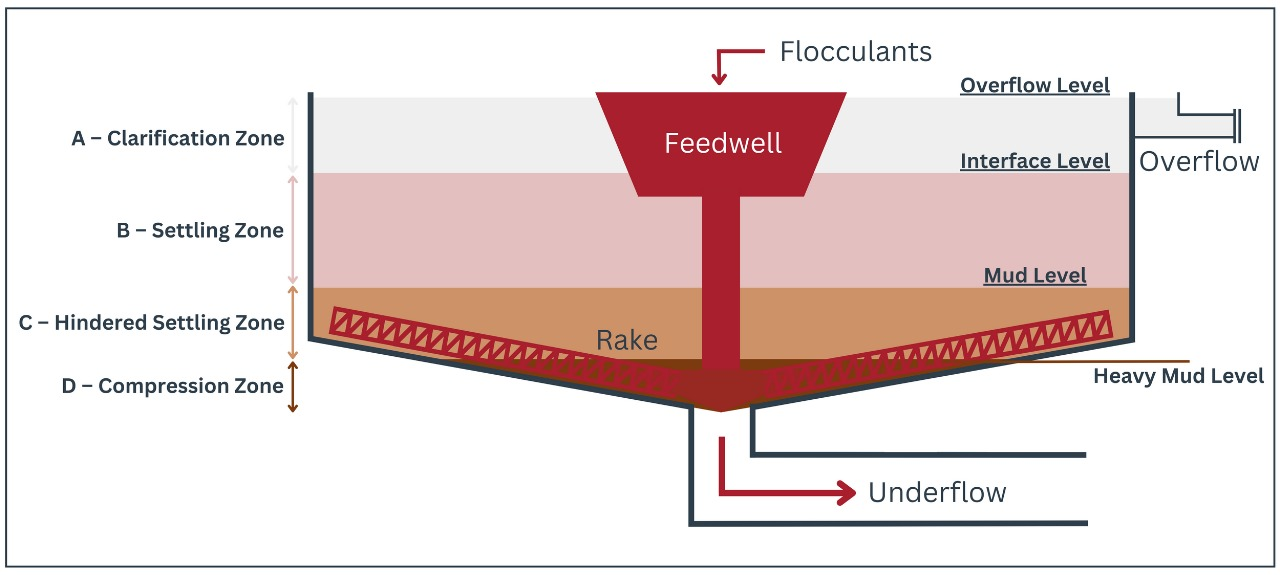 Flocculants
Overflow Level
A – Clarification Zone
Feedwell
Interface Level
Overflow
B – Settling Zone
Mud Level
C – Hindered Settling Zone
Rake
Heavy Mud Level
D – Compression Zone
Underflow